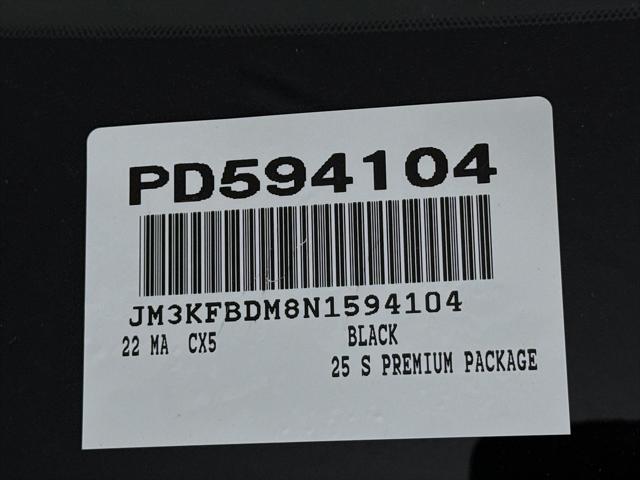 PD594104
JM3KFBDM8N1594104
22 MA CX5 BLACK
25 S PREMIUM PACKAGE